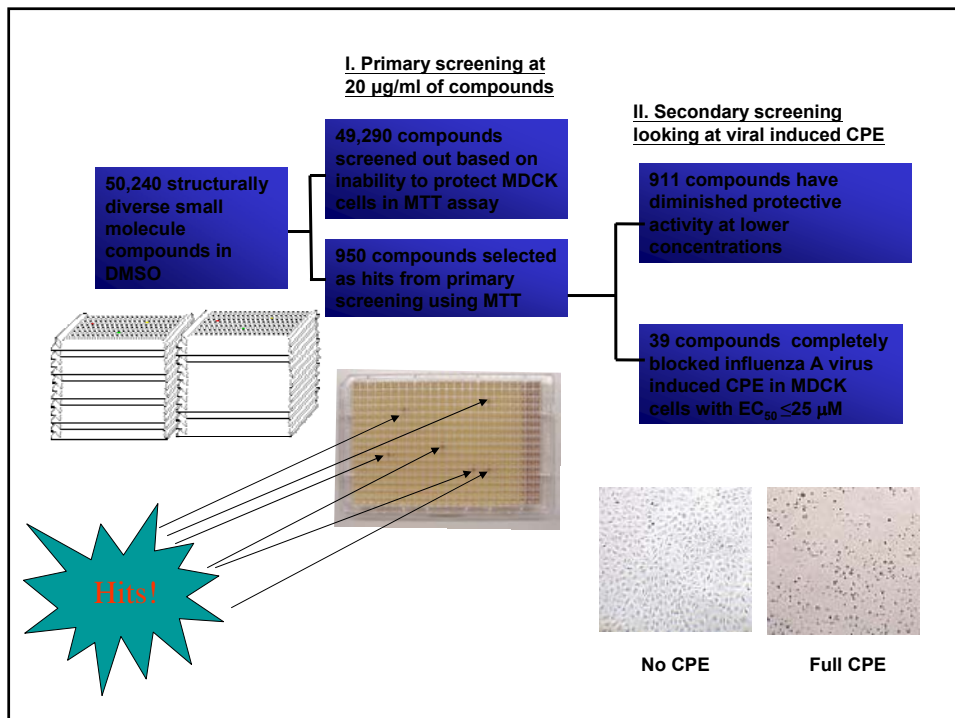 I. Primary screening at
20 µg/ml of compounds
II. Secondary screening
looking at viral induced CPE
50,240 structurally
diverse small
molecule
compounds in
DMSO
49,290 compounds
screened out based on
inability to protect MDCK
cells in MTT assay
950 compounds selected
as hits from primary
screening using MTT
911 compounds have
diminished protective
activity at lower
concentrations
39 compounds completely
blocked influenza A virus
induced CPE in MDCK
cells with EC50 ≤25 µM
Hits!
No CPE
Full CPE